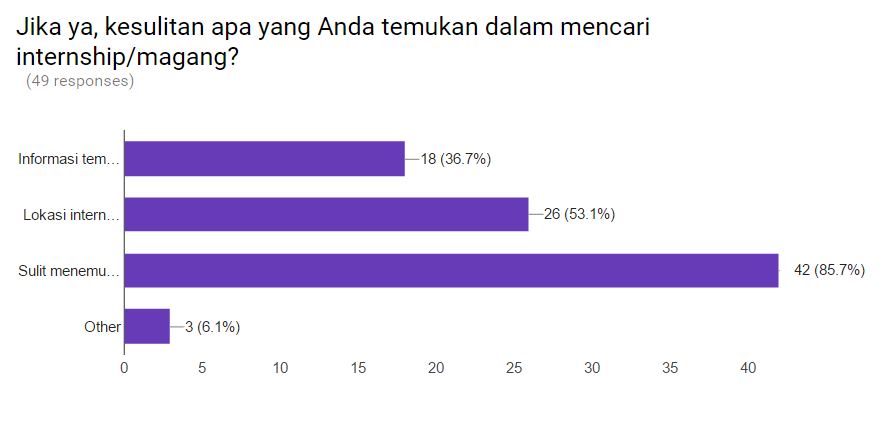 Jika ya, kesulitan apa yang Anda temukan dalam mencari
internship/magang?
(49 responses)
Informasi tem... 18 (36.7%)
Lokasi intern... 26 (53.1%)
Sulit menemu... 42 (85.7%)
Other 3 (6.1%)
0 5 10 15 20 25 30 35 40